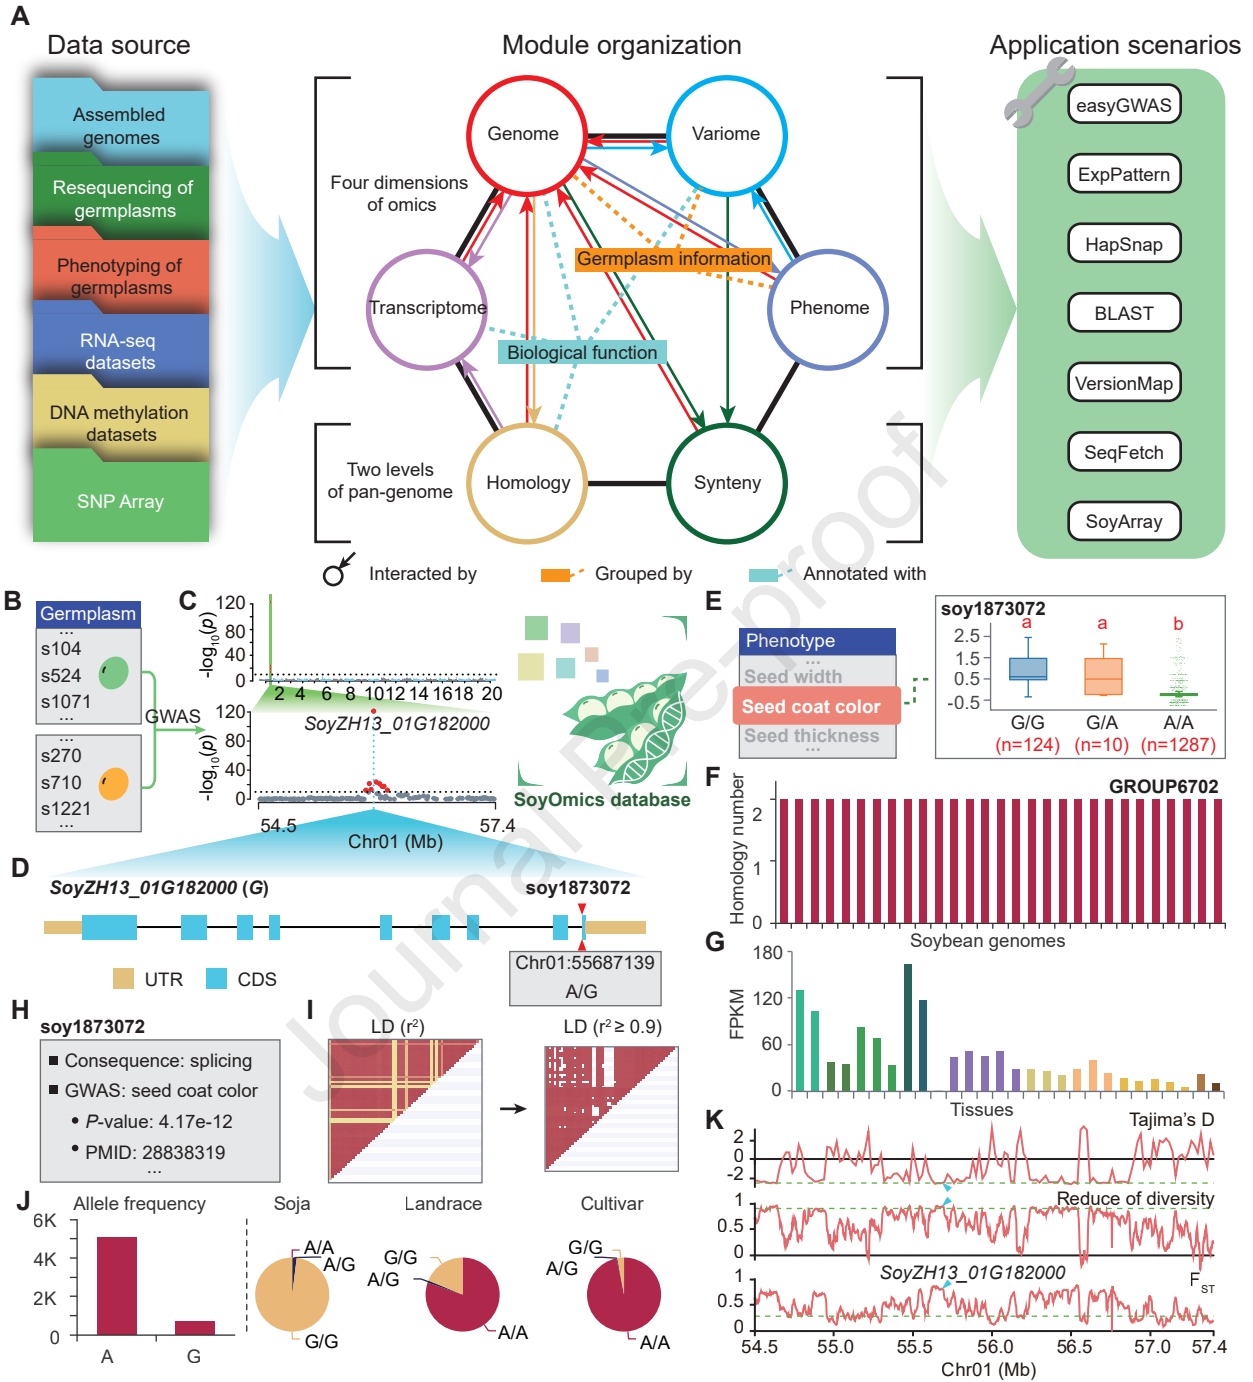 A
Data source
Module organization
Application scenarios
Assembled
genomes
Resequencing of
germplasms
Phenotyping of
germplasms
RNA-seq
datasets
DNA methylation
datasets
SNP Array
Four dimensions
of omics
Genome
Variome
Germplasm information
Transcriptome
Phenome
Biological function
Two levels
of pan-genome
Homology
Synteny
easyGWAS
ExpPattern
HapSnap
BLAST
VersionMap
SeqFetch
SoyArray
Interacted by
Grouped by
Annotated with
Journal Pre-proof
B
Germplasm
...
s104
s524
s1071
...
...
s270
s710
s1221
...
GWAS
C
-log10(p)
120
80
40
0
2 4 6 8 10 12 14 16 18 20
SoyZH13_01G182000
-log10(p)
120
80
40
0
54.5
57.4
Chr01 (Mb)
SoyOmics database
D
SoyZH13_01G182000 (G)
soy1873072
Chr01:55687139
A/G
UTR
CDS
E
Phenotype
...
Seed width
Seed coat color
Seed thickness
...
soy1873072
2.5
1.5
0.5
-0.5
a
a
b
G/G
G/A
A/A
(n=124)
(n=10)
(n=1287)
F
GROUP6702
Homology number
2
1
0
Soybean genomes
G
FPKM
180
120
60
0
Tissues
H
soy1873072
Consequence: splicing
GWAS: seed coat color
P-value: 4.17e-12
PMID: 28838319
...
I
LD (r2)
LD (r2 ≥ 0.9)
J
Allele frequency
6K
4K
2K
0
A
G
Soja
A/A
A/G
G/G
Landrace
G/G
A/G
A/A
Cultivar
G/G
A/G
A/A
K
Tajima's D
2
0
-2
Reduce of diversity
1
0.5
0
SoyZH13_01G182000
FST
1
0.5
0
54.5 55.0 55.5 56.0 56.5 57.0 57.4
Chr01 (Mb)